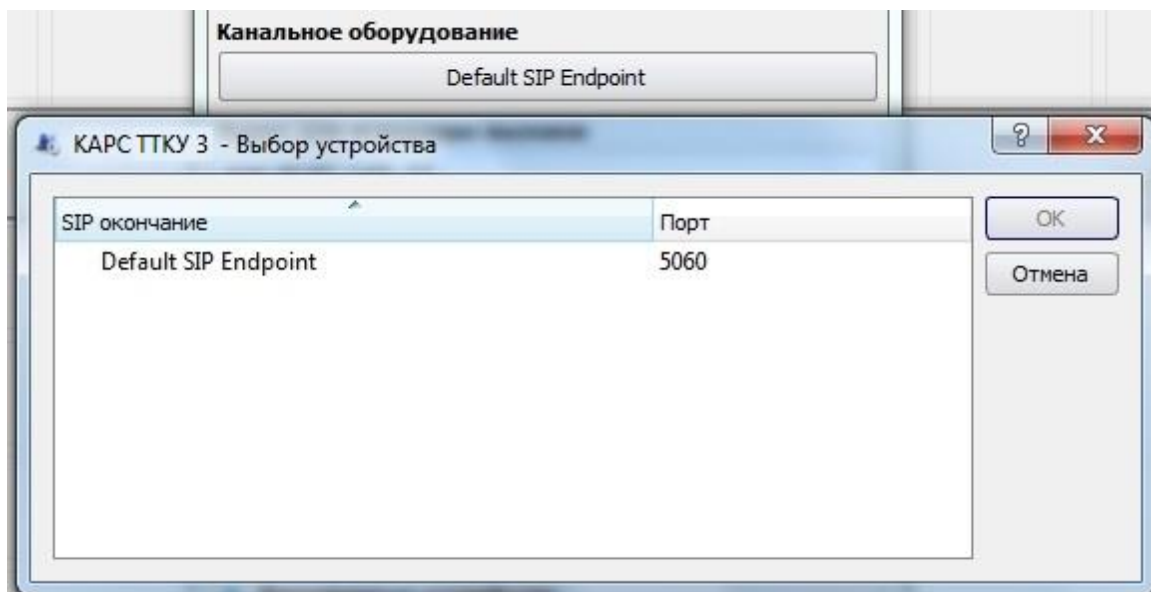 Канальное оборудование
Default SIP Endpoint
КАРС ТТКУ 3 - Выбор устройства
SIP окончание Порт
Default SIP Endpoint 5060
OK
Отмена